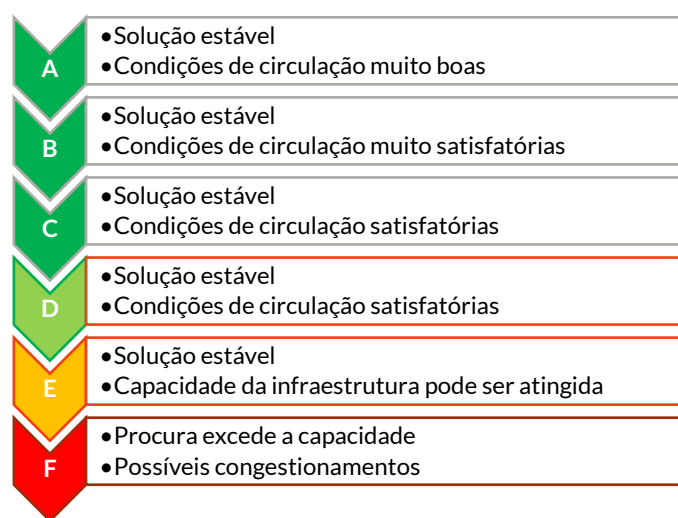 A
•Solução estável
•Condições de circulação muito boas
B
•Solução estável
•Condições de circulação muito satisfatórias
C
•Solução estável
•Condições de circulação satisfatórias
D
•Solução estável
•Condições de circulação satisfatórias
E
•Solução estável
•Capacidade da infraestrutura pode ser atingida
F
•Procura excede a capacidade
•Possíveis congestionamentos